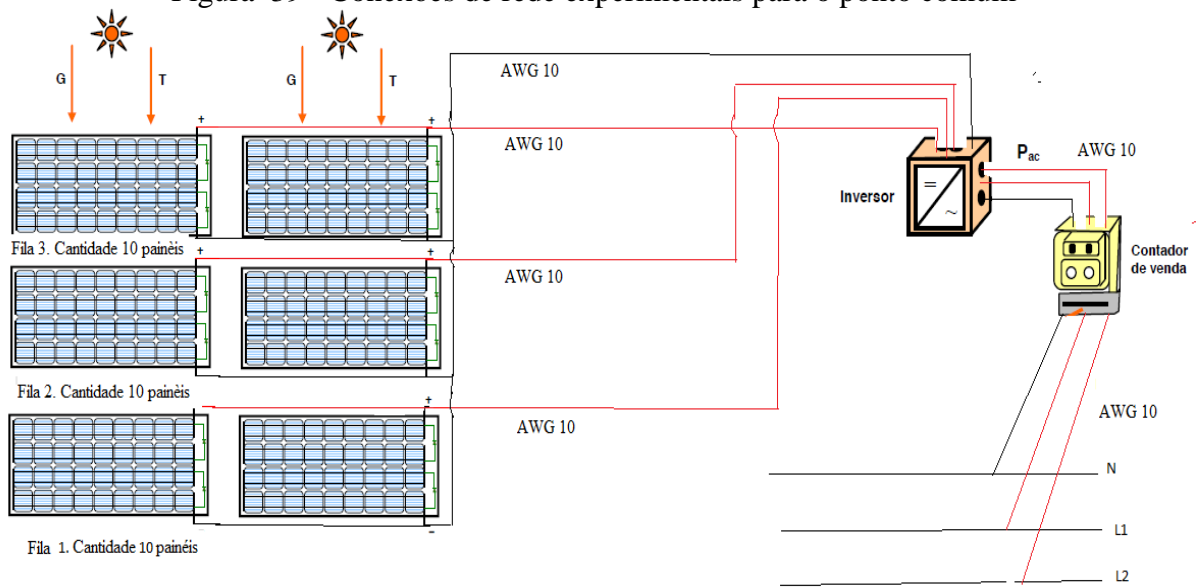 Figura 39 – Conexões de rede experimentais para o ponto comum
G
T
G
T
AWG 10
+
+
AWG 10
Pac
AWG 10
Inversor
=
~
Contador
de venda
Fila 3. Cantidade 10 painèis
+
+
AWG 10
Fila 2. Cantidade 10 painèis
+
+
AWG 10
AWG 10
N
Fila 1. Cantidade 10 painéis
L1
L2